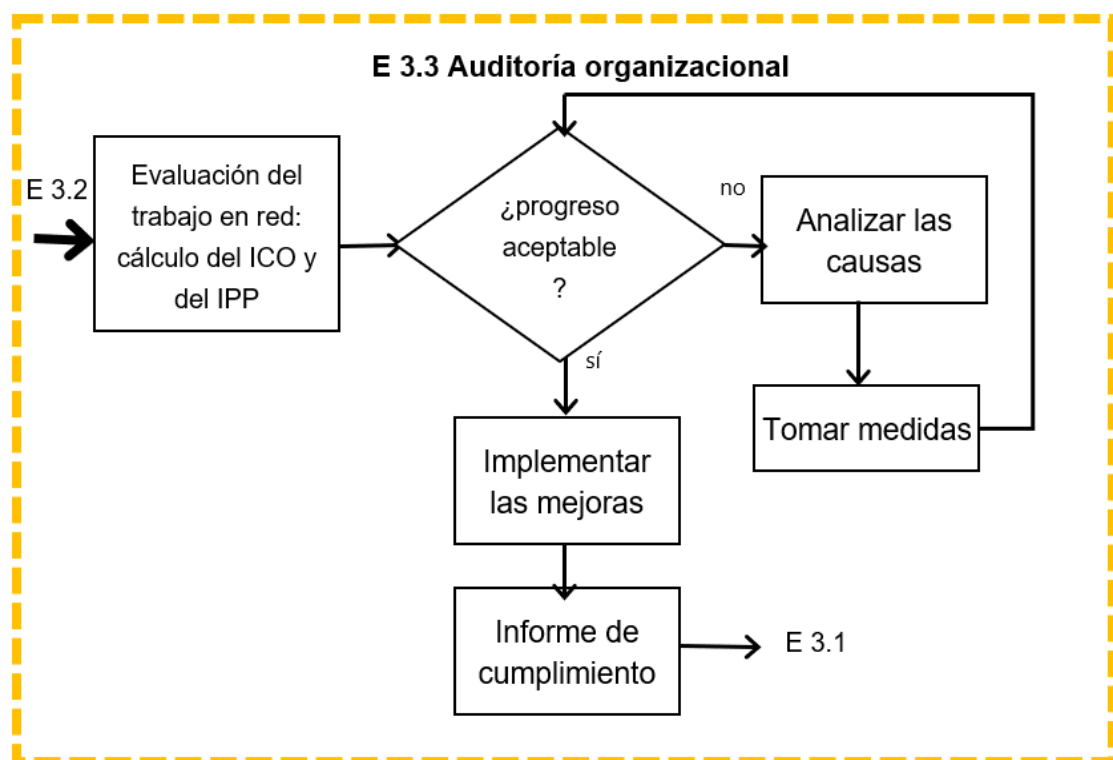 E 3.3 Auditoría organizacional
E 3.2
Evaluación del
trabajo en red:
cálculo del ICO y
del IPP
¿progreso
aceptable
?
no
Analizar las
causas
Tomar medidas
sí
Implementar
las mejoras
Informe de
cumplimiento
E 3.1